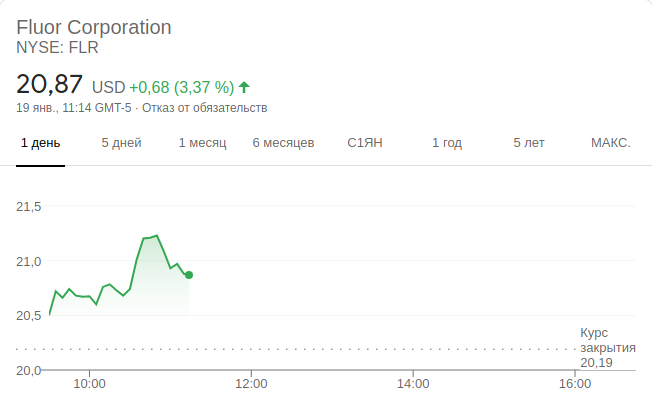 Fluor Corporation
NYSE: FLR
20,87 USD +0,68 (3,37 %)
19 янв., 11:14 GMT-5 · Отказ от обязательств
1 день 5 дней 1 месяц 6 месяцев С1ЯН 1 год 5 лет МАКС.
21,5
21,0
20,5
20,0
Курс
закрытия
20,19
10:00 12:00 14:00 16:00